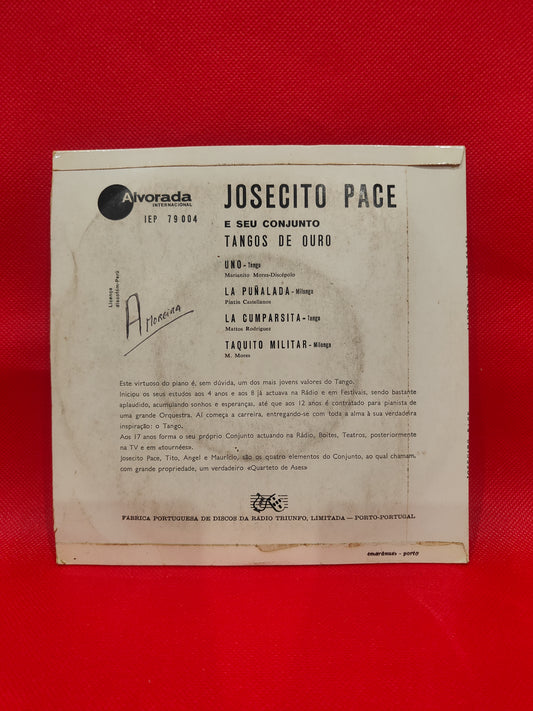 Alvorada
INTERNACIONAL
IEP 79004
JOSECITO PACE
E SEU CONJUNTO
TANGOS DE OURO
UNO - Tango
Marianito Mores-Discépolo
LA PUÑALADA - Milonga
Pintin Castellanos
LA CUMPARSITA - Tango
Mattos Rodriguez
TAQUITO MILITAR - Milonga
M. Mores
Licença
discofóm-Perú
A MOREIRA
Este virtuoso do piano é, sem dúvida, um dos mais jovens valores do Tango.
Iniciou os seus estudos aos 4 anos e aos 8 já actuava na Rádio e em Festivais, sendo bastante
aplaudido, acumulando sonhos e esperanças, até que aos 12 anos é contratado para pianista de
uma grande Orquestra. Aí começa a carreira, entregando-se com toda a alma à sua verdadeira
inspiração: o Tango.
Aos 17 anos forma o seu próprio Conjunto actuando na Rádio, Boites, Teatros, posteriormente
na TV e em «tournées».
Josecito Pace, Tito, Angel e Maurício, são os quatro elementos do Conjunto, ao qual chamam,
com grande propriedade, um verdadeiro «Quarteto de Ases»
FÁBRICA PORTUGUESA DE DISCOS DA RÁDIO TRIUNFO, LIMITADA — PORTO-PORTUGAL
- porto